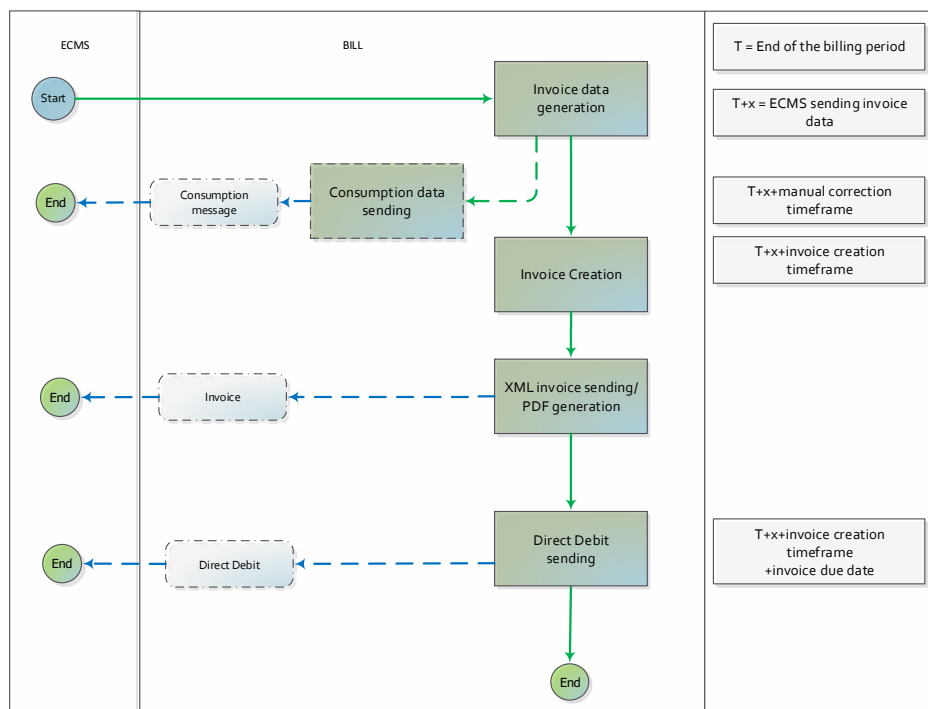 ECMS
BILL
T = End of the billing period
Start
Invoice data
generation
T+x = ECMS sending invoice
data
End
Consumption
message
Consumption data
sending
T+x+manual correction
timeframe
Invoice Creation
T+x+invoice creation
timeframe
End
Invoice
XML invoice sending/
PDF generation
End
Direct Debit
Direct Debit
sending
T+x+invoice creation
timeframe
+invoice due date
End